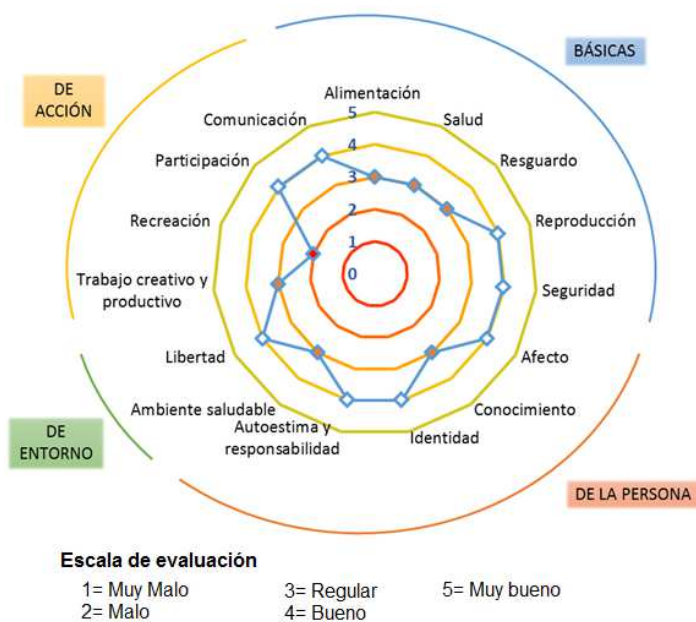 DE
ACCIÓN
BÁSICAS
Alimentación
Comunicación
Salud
Participación
Resguardo
Recreación
Reproducción
Trabajo creativo y
productivo
Seguridad
Libertad
Afecto
Ambiente saludable
Conocimiento
Autoestima y
responsabilidad
Identidad
5
4
3
2
1
0
DE
ENTORNO
DE LA PERSONA
Escala de evaluación
1= Muy Malo 3= Regular 5= Muy bueno
2= Malo 4= Bueno